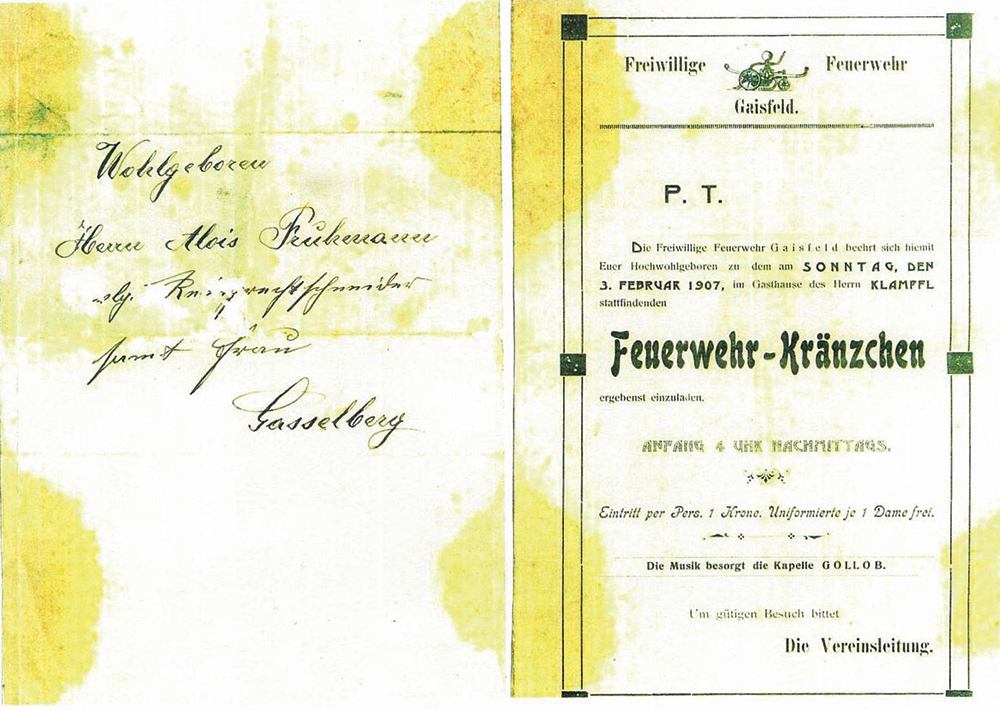 Wohlgeboren
Herrn Alois Fruhmann
vlg. Reinprechtschneider
samt Frau
Gasselberg
Freiwillige Feuerwehr
Gaisfeld.
P. T.
Die Freiwillige Feuerwehr Gaisfeld beehrt sich hiemit
Euer Hochwohlgeboren zu dem am SONNTAG, DEN
3. FEBRUAR 1907, im Gasthause des Herrn KLAMPFL
stattfindenden
Feuerwehr-Kränzchen
ergebenst einzuladen.
ANFANG 4 UHR NACHMITTAGS.
Eintritt per Pers. 1 Krone. Uniformierte je 1 Dame frei.
Die Musik besorgt die Kapelle GOLLOB.
Um gütigen Besuch bittet
Die Vereinsleitung.